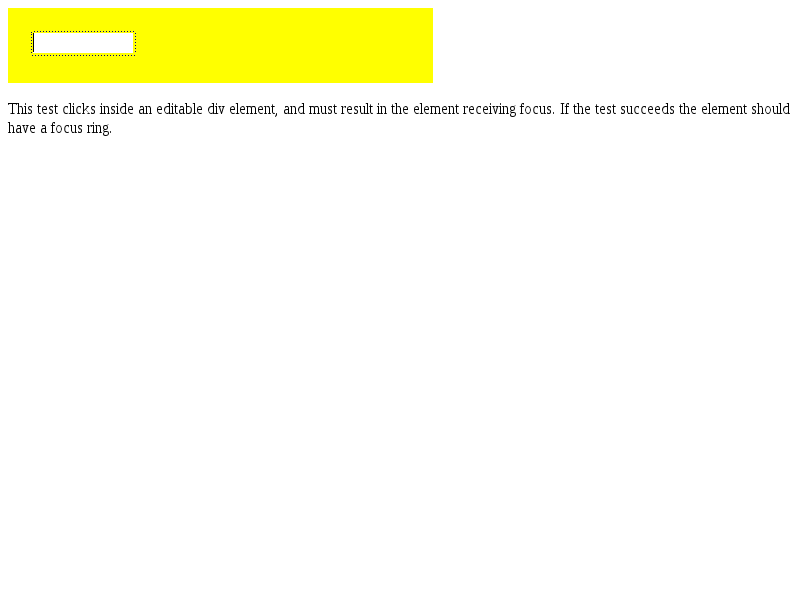 This test clicks inside an editable div element, and must result in the element receiving focus. If the test succeeds the element should
have a focus ring.